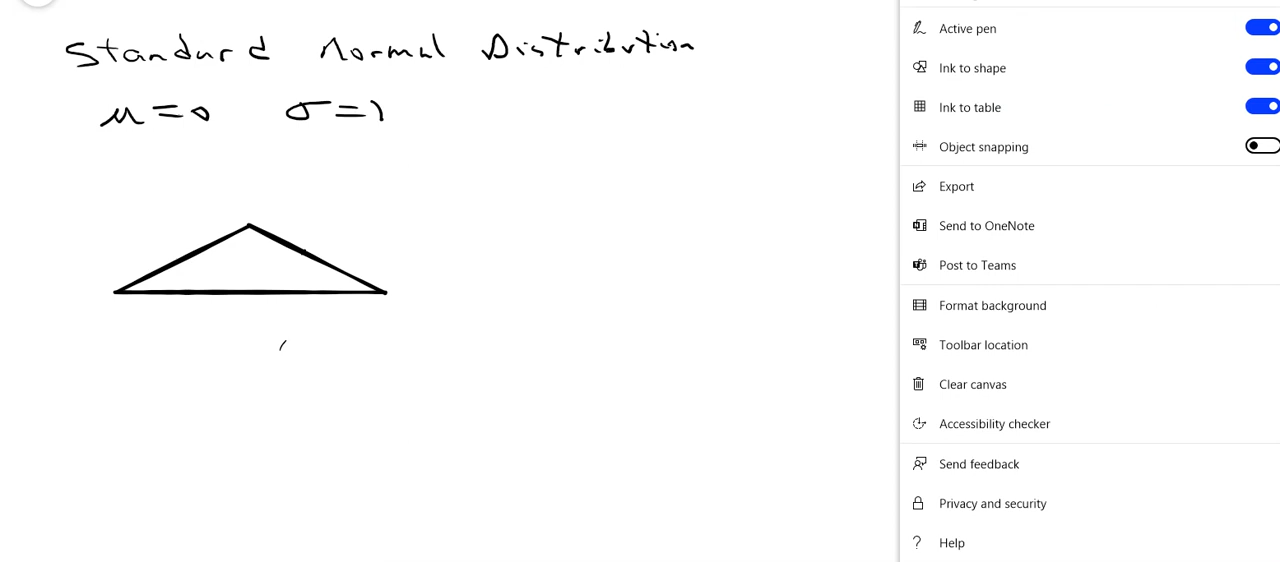 Standard Normal Distribution
μ=0 σ=1
Active pen
Ink to shape
Ink to table
Object snapping
Export
Send to OneNote
Post to Teams
Format background
Toolbar location
Clear canvas
Accessibility checker
Send feedback
Privacy and security
Help